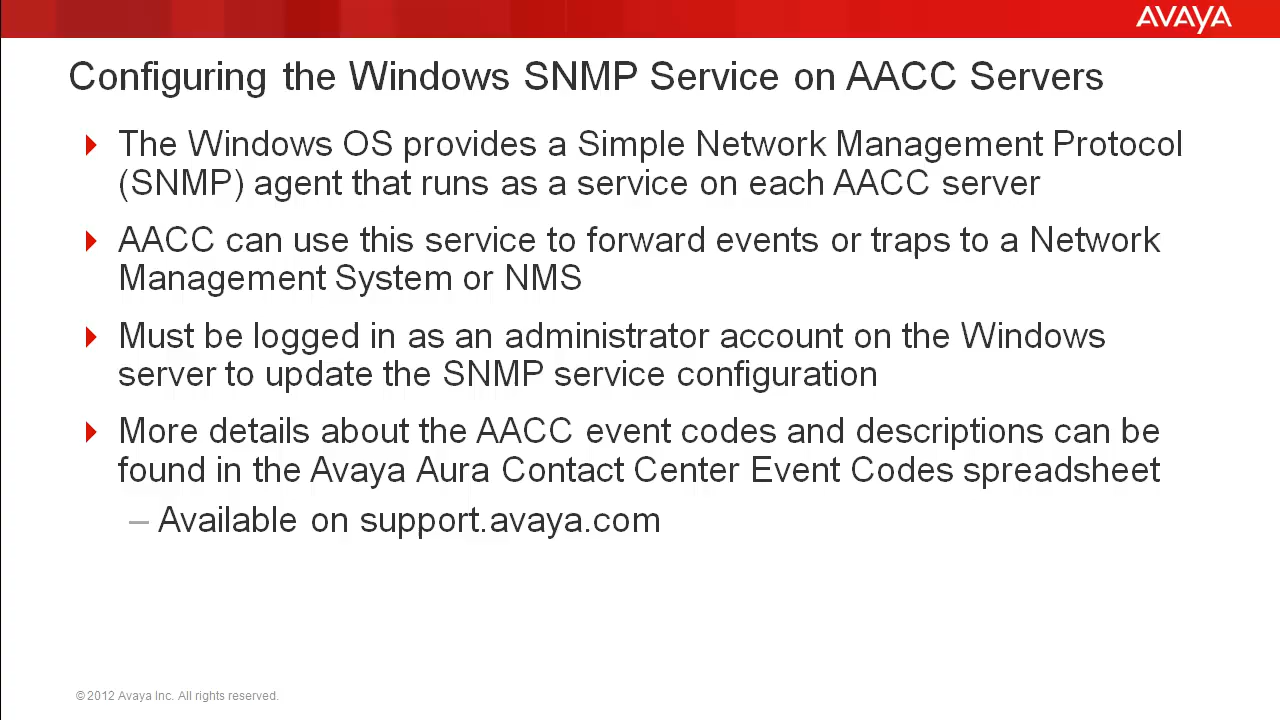 AVAYA
Configuring the Windows SNMP Service on AACC Servers
The Windows OS provides a Simple Network Management Protocol
(SNMP) agent that runs as a service on each AACC server
AACC can use this service to forward events or traps to a Network
Management System or NMS
Must be logged in as an administrator account on the Windows
server to update the SNMP service configuration
More details about the AACC event codes and descriptions can be
found in the Avaya Aura Contact Center Event Codes spreadsheet
– Available on support.avaya.com
© 2012 Avaya Inc. All rights reserved.